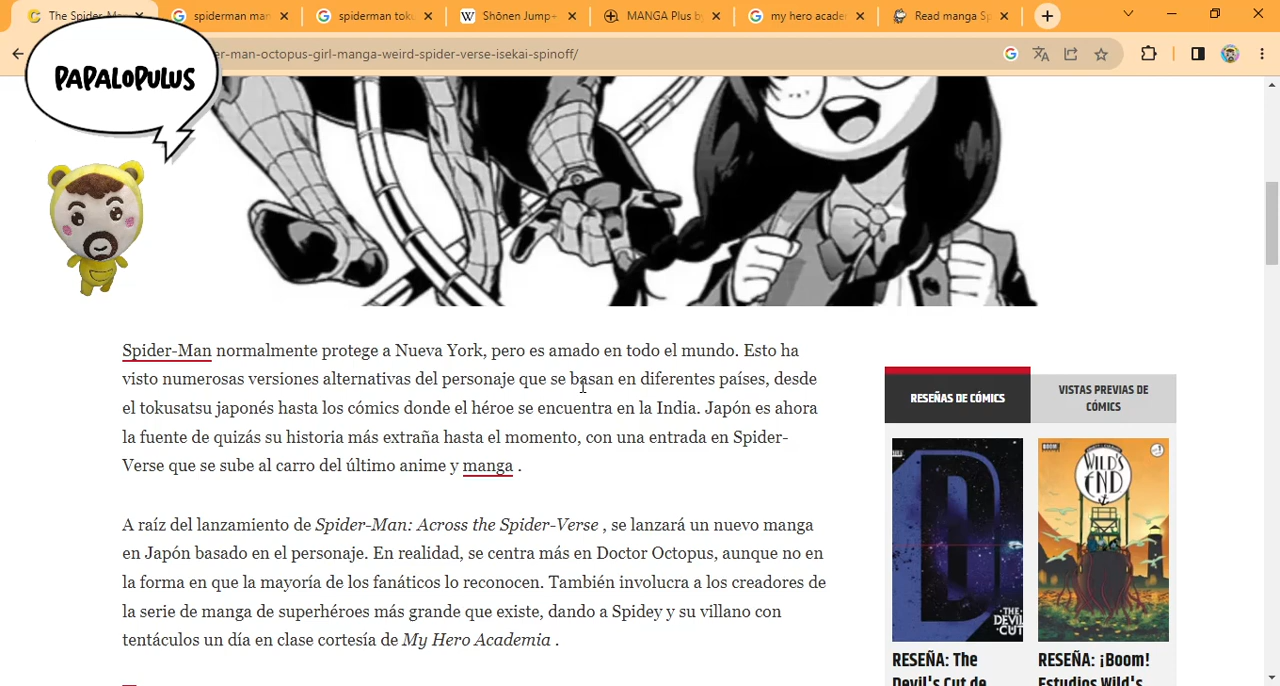 The Spider-Ma
spiderman man
spiderman toku
Shōnen Jump+
MANGA Plus by
my hero acader
Read manga Sp
er-man-octopus-girl-manga-weird-spider-verse-isekai-spinoff/
PAPALOPULUS
Spider-Man normalmente protege a Nueva York, pero es amado en todo el mundo. Esto ha
visto numerosas versiones alternativas del personaje que se basan en diferentes países, desde
el tokusatsu japonés hasta los cómics donde el héroe se encuentra en la India. Japón es ahora
la fuente de quizás su historia más extraña hasta el momento, con una entrada en Spider-
Verse que se sube al carro del último anime y manga .
A raíz del lanzamiento de Spider-Man: Across the Spider-Verse , se lanzará un nuevo manga
en Japón basado en el personaje. En realidad, se centra más en Doctor Octopus, aunque no en
la forma en que la mayoría de los fanáticos lo reconocen. También involucra a los creadores de
la serie de manga de superhéroes más grande que existe, dando a Spidey y su villano con
tentáculos un día en clase cortesía de My Hero Academia .
RESEÑAS DE CÓMICS
VISTAS PREVIAS DE
CÓMICS
THE
DEVIL'S
CUT
BOOM!
WILD'S
END
RESEÑA: The
Devil's Cut de
RESEÑA: ¡Boom!
Estudios Wild's